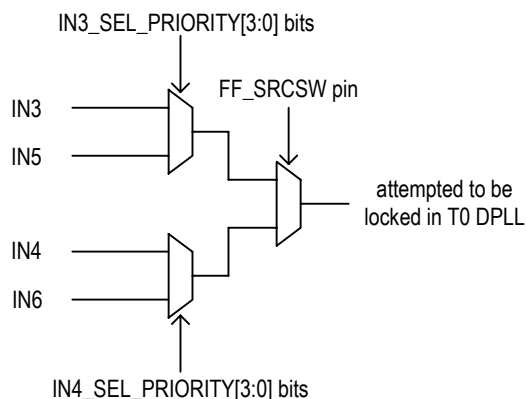 IN3_SEL_PRIORITY[3:0] bits
FF_SRCSW pin
IN3
IN5
attempted to be
locked in T0 DPLL
IN4
IN6
IN4_SEL_PRIORITY[3:0] bits